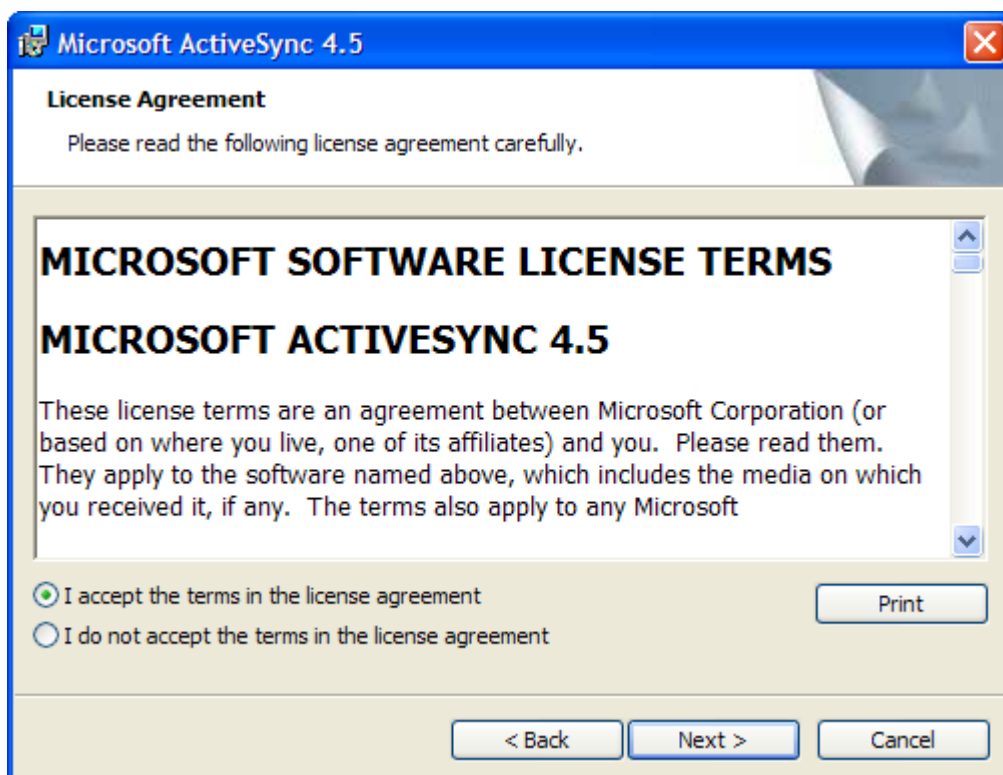 Microsoft ActiveSync 4.5
License Agreement
Please read the following license agreement carefully.
MICROSOFT SOFTWARE LICENSE TERMS
MICROSOFT ACTIVESYNC 4.5
These license terms are an agreement between Microsoft Corporation (or
based on where you live, one of its affiliates) and you.  Please read them.
They apply to the software named above, which includes the media on which
you received it, if any.  The terms also apply to any Microsoft
I accept the terms in the license agreement
Print
I do not accept the terms in the license agreement
< Back
Next >
Cancel